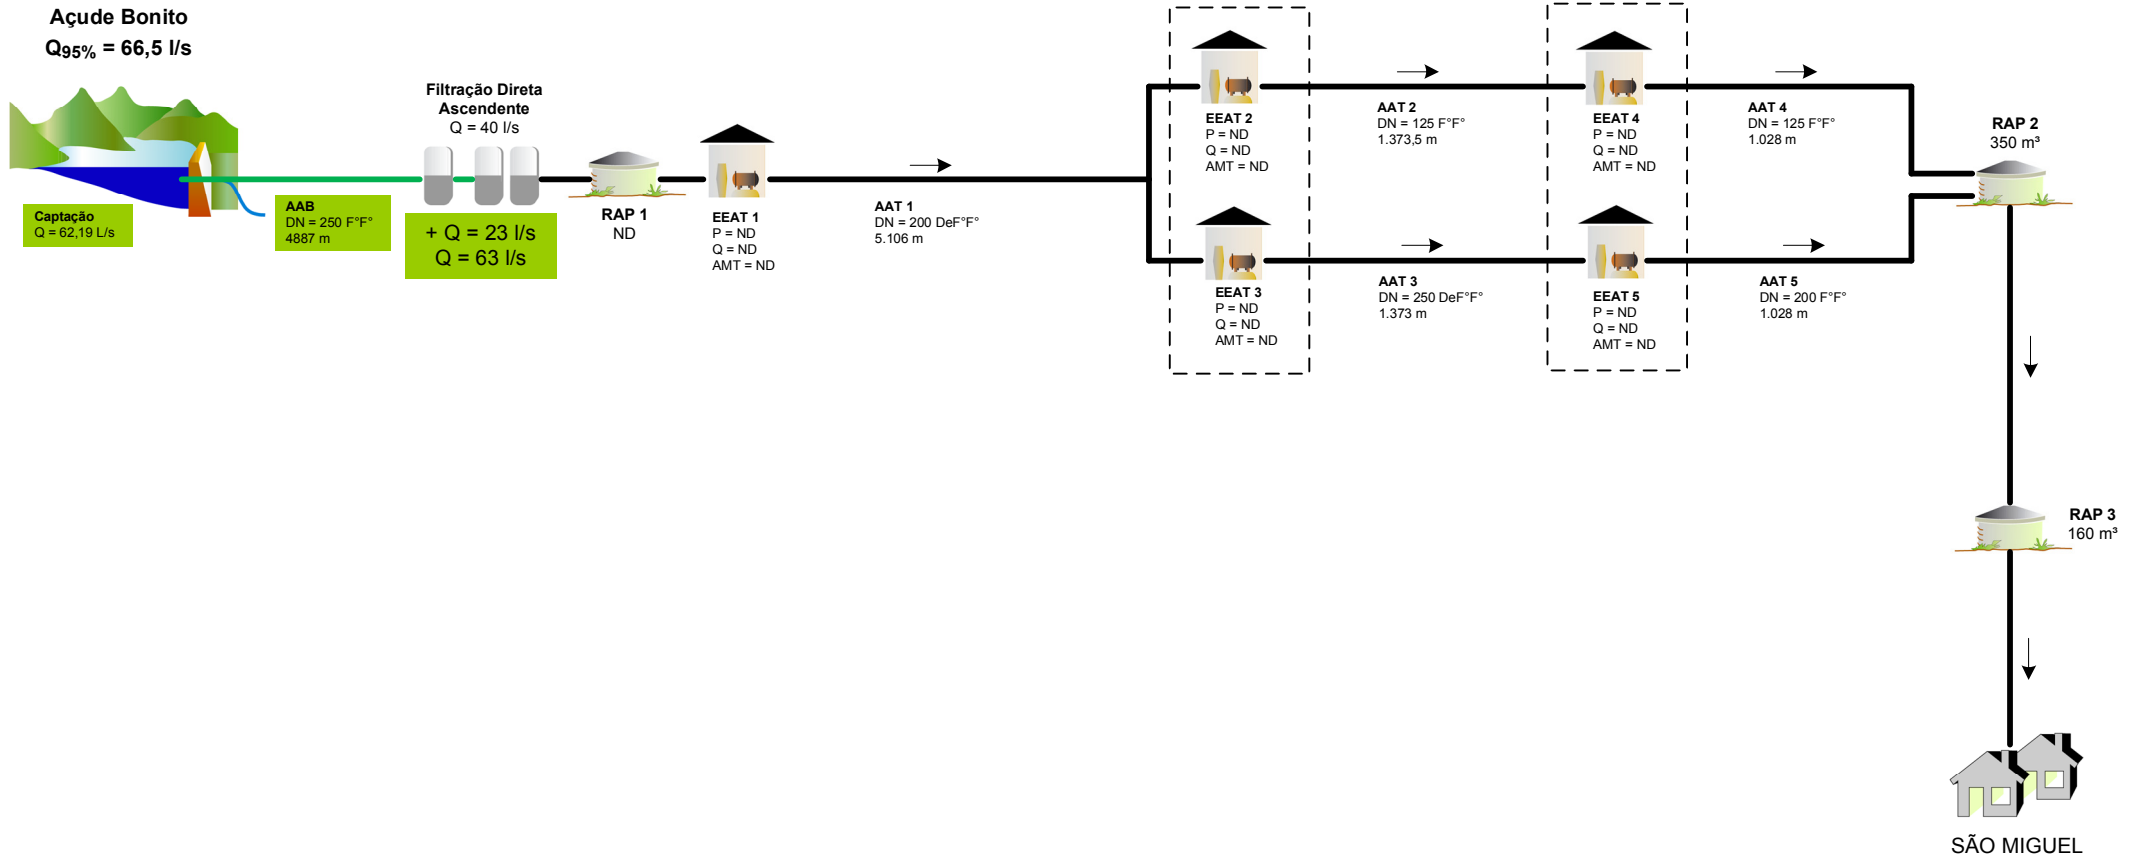 Açude Bonito
Q95% = 66,5 l/s
Captação
Q = 62,19 L/s
AAB
DN = 250 F°F°
4887 m
Filtração Direta
Ascendente
Q = 40 l/s
+ Q = 23 l/s
Q = 63 l/s
RAP 1
ND
EEAT 1
P = ND
Q = ND
AMT = ND
AAT 1
DN = 200 DeF°F°
5.106 m
EEAT 2
P = ND
Q = ND
AMT = ND
AAT 2
DN = 125 F°F°
1.373,5 m
EEAT 4
P = ND
Q = ND
AMT = ND
AAT 4
DN = 125 F°F°
1.028 m
EEAT 3
P = ND
Q = ND
AMT = ND
AAT 3
DN = 250 DeF°F°
1.373 m
EEAT 5
P = ND
Q = ND
AMT = ND
AAT 5
DN = 200 F°F°
1.028 m
RAP 2
350 m³
RAP 3
160 m³
SÃO MIGUEL